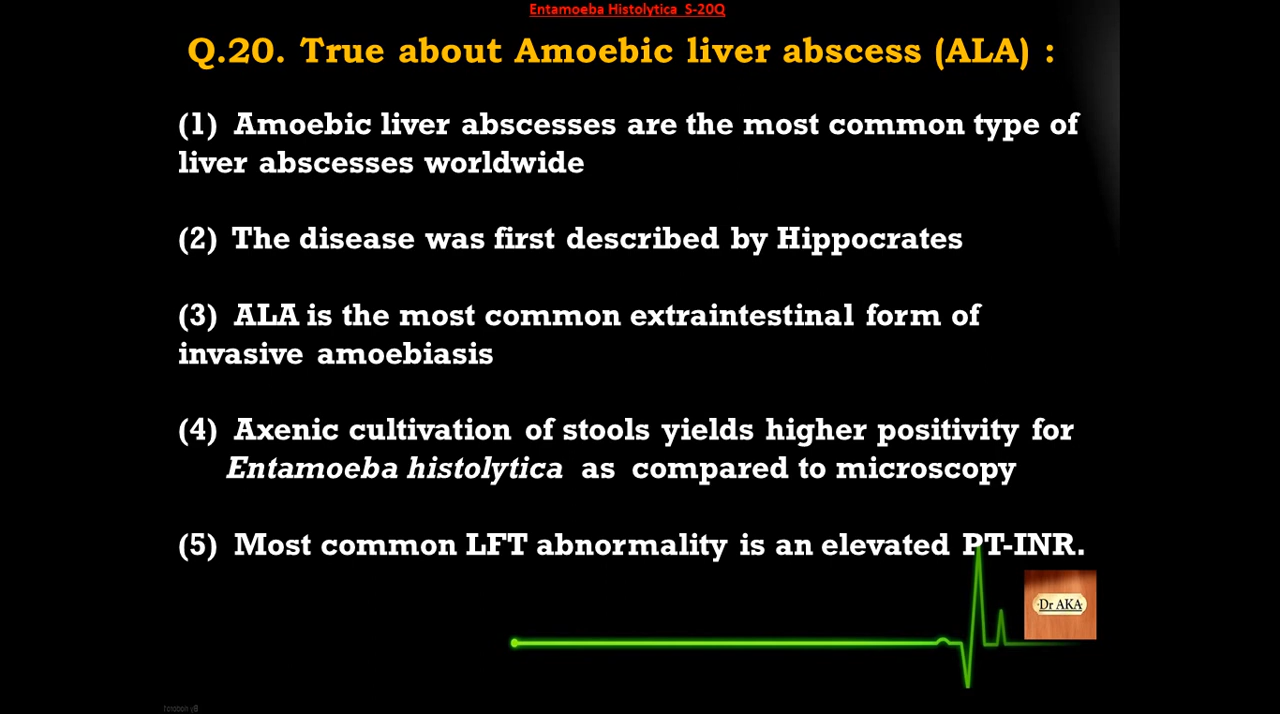 Entamoeba Histolytica S-20Q
Q.20. True about Amoebic liver abscess (ALA) :
(1) Amoebic liver abscesses are the most common type of
liver abscesses worldwide
(2) The disease was first described by Hippocrates
(3) ALA is the most common extraintestinal form of
invasive amoebiasis
(4) Axenic cultivation of stools yields higher positivity for
Entamoeba histolytica as compared to microscopy
(5) Most common LFT abnormality is an elevated PT-INR.
Dr AKA